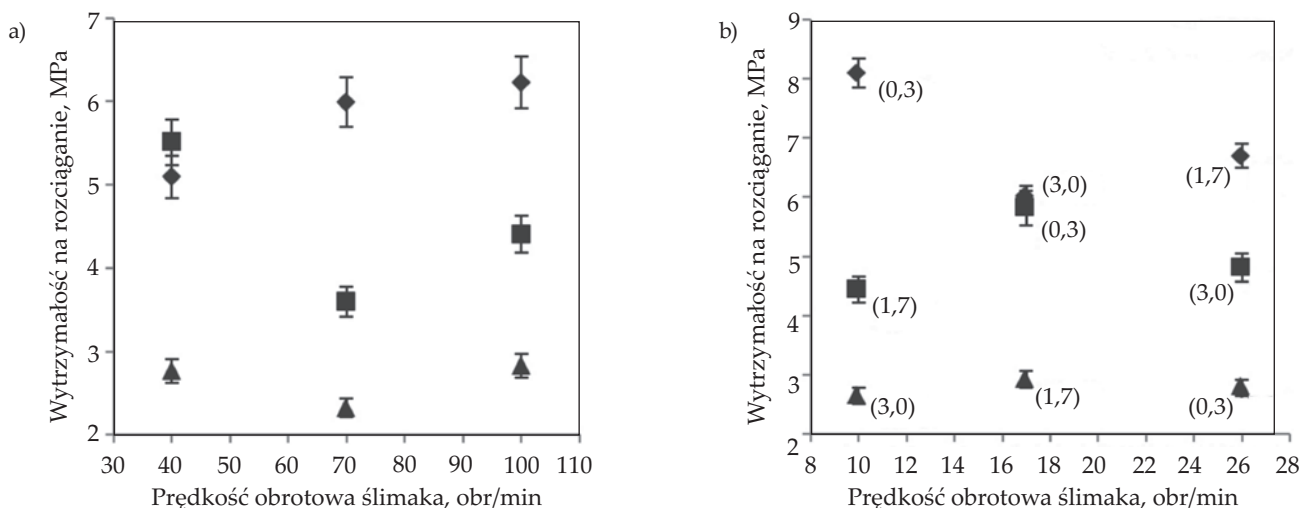 a)
Wytrzymałość na rozciąganie, MPa
7
6
5
4
3
2
30 40 50 60 70 80 90 100 110
Prędkość obrotowa ślimaka, obr/min
b)
Wytrzymałość na rozciąganie, MPa
9
8
7
6
5
4
3
2
(0,3)
(3,0)
(1,7)
(0,3)
(3,0)
(1,7)
(3,0)
(1,7)
(0,3)
8 10 12 14 16 18 20 22 24 26 28
Prędkość obrotowa ślimaka, obr/min